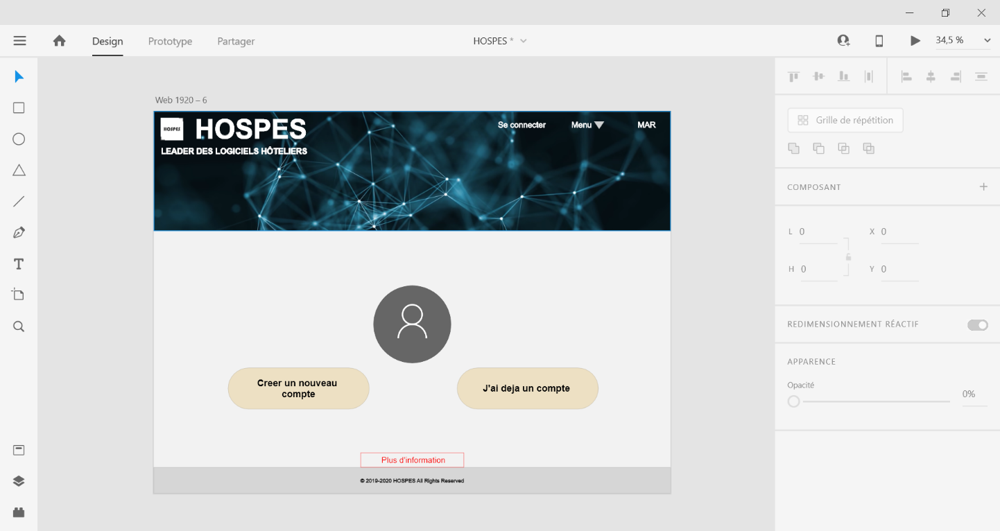 Design
Prototype
Partager
HOSPES *
34,5 %
Web 1920 – 6
HOSPES
HOSPES
Se connecter
Menu
MAR
LEADER DES LOGICIELS HÔTELIERS
Creer un nouveau
compte
J'ai deja un compte
Plus d'information
© 2019-2020 HOSPES All Rights Reserved
Grille de répétition
COMPOSANT
L 0
X 0
H 0
Y 0
REDIMENSIONNEMENT RÉACTIF
APPARENCE
Opacité
0%